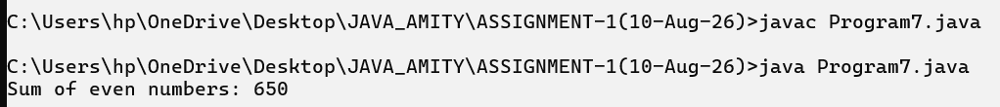 C:\Users\hp\OneDrive\Desktop\JAVA_AMITY\ASSIGNMENT-1(10-Aug-26)>javac Program7.java
C:\Users\hp\OneDrive\Desktop\JAVA_AMITY\ASSIGNMENT-1(10-Aug-26)>java Program7.java
Sum of even numbers: 650